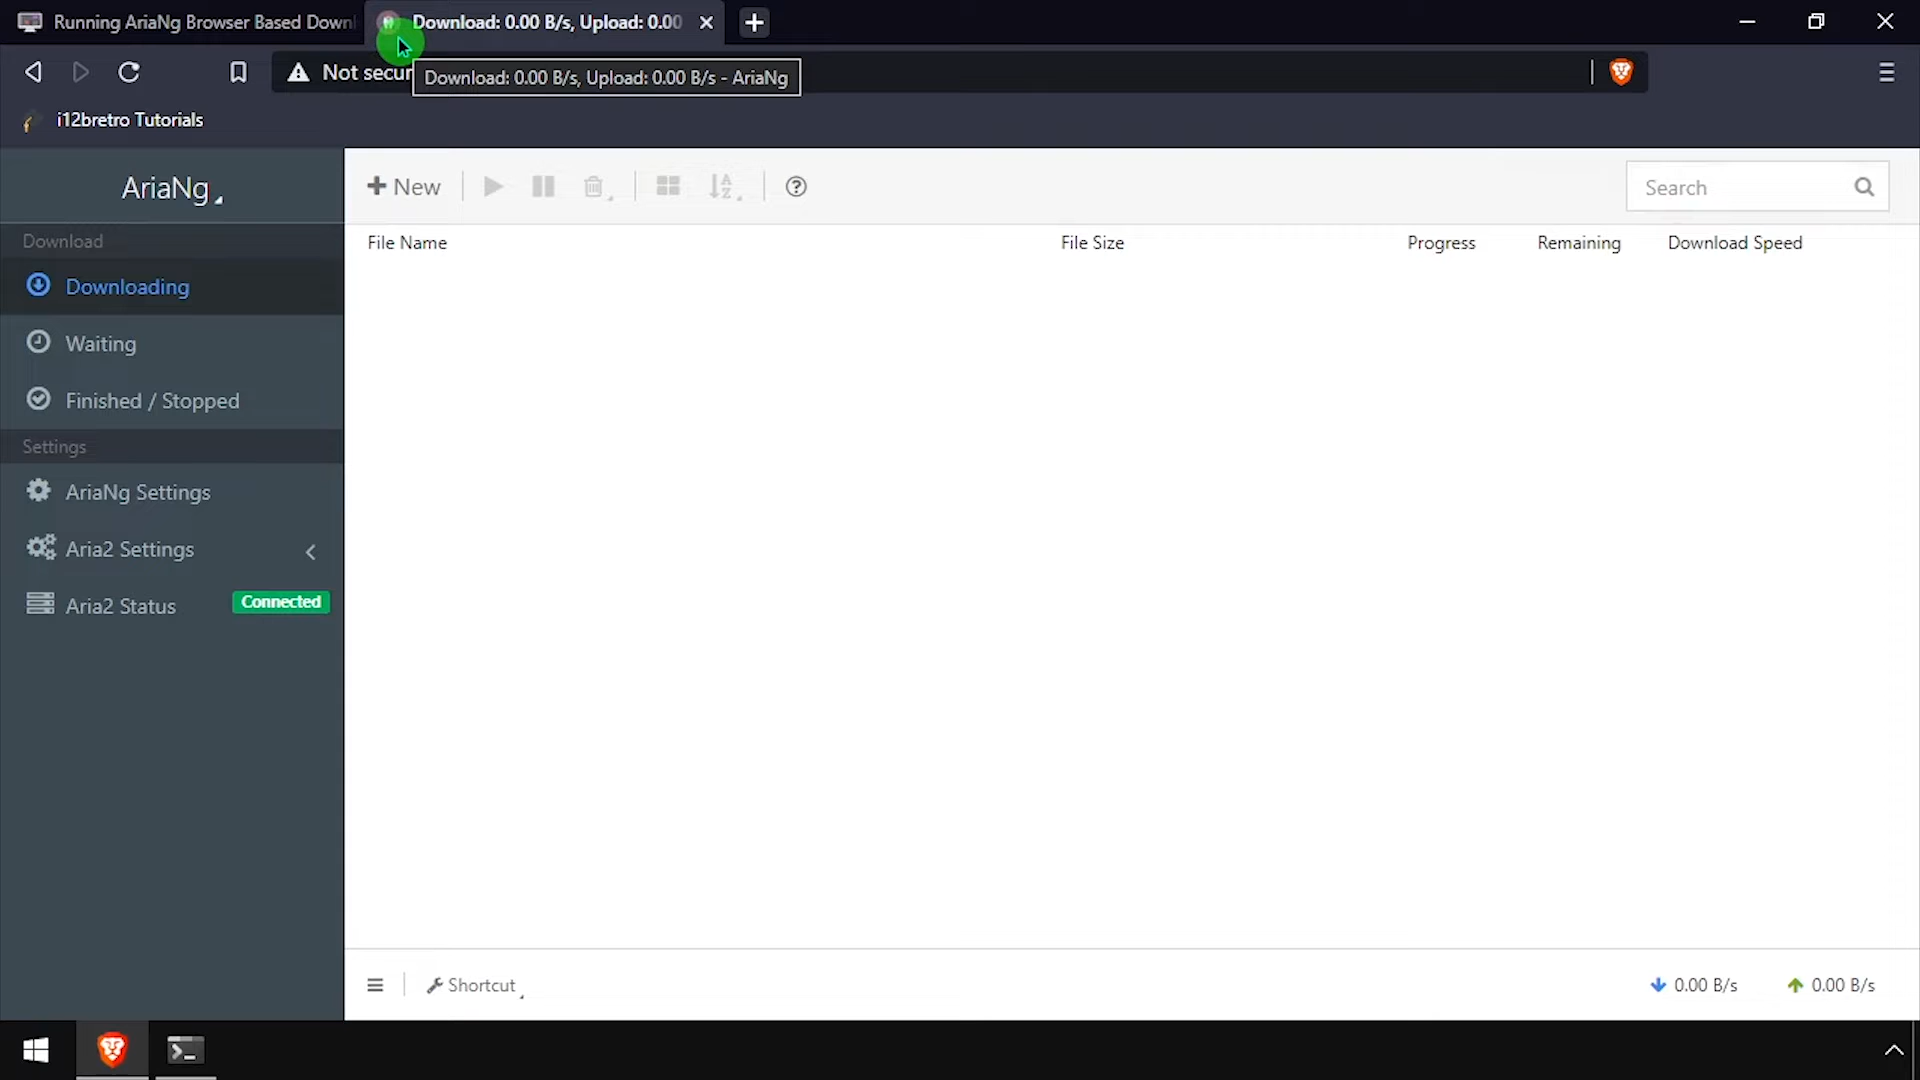 Running AriaNg Browser Based Down
Download: 0.00 B/s, Upload: 0.00
Not secur
Download: 0.00 B/s, Upload: 0.00 B/s - AriaNg
i12bretro Tutorials
AriaNg
New
Search
Download
File Name
File Size
Progress
Remaining
Download Speed
Downloading
Waiting
Finished / Stopped
Settings
AriaNg Settings
Aria2 Settings
Aria2 Status
Connected
Shortcut
0.00 B/s
0.00 B/s